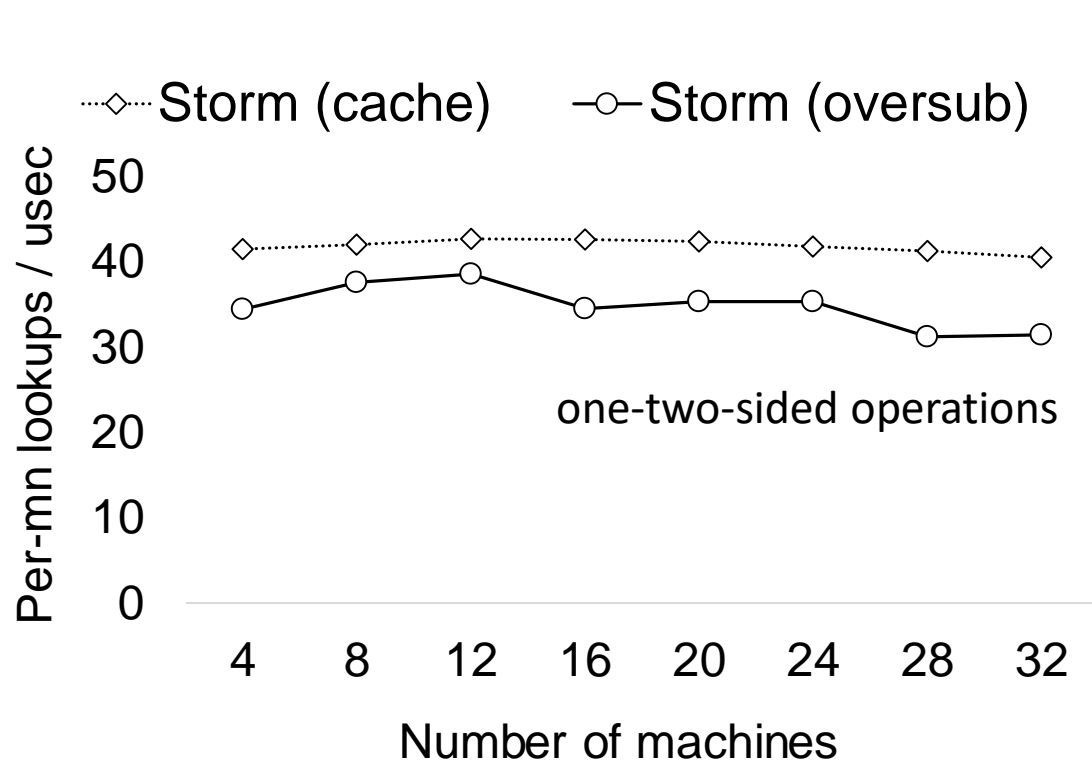 Storm (cache) Storm (oversub)
Per-mn lookups / usec
50
40
30
20
10
0
one-two-sided operations
4 8 12 16 20 24 28 32
Number of machines